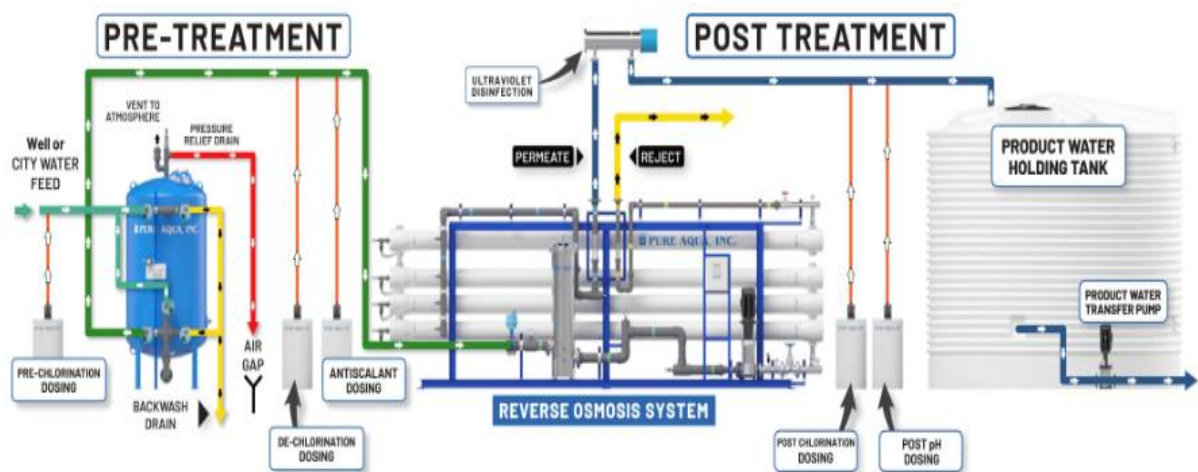 PRE-TREATMENT
POST TREATMENT
ULTRAVIOLET
DISINFECTION
VENT TO
ATMOSPHERE
PRESSURE
RELIEF DRAIN
Well or
CITY WATER
FEED
PERMEATE
REJECT
PRODUCT WATER
HOLDING TANK
PURE AQUA, INC.
PURE AQUA, INC.
PRODUCT WATER
TRANSFER PUMP
PRE-CHLORINATION
DOSING
AIR
GAP
ANTISCALANT
DOSING
BACKWASH
DRAIN
REVERSE OSMOSIS SYSTEM
DE-CHLORINATION
DOSING
POST CHLORINATION
DOSING
POST pH
DOSING